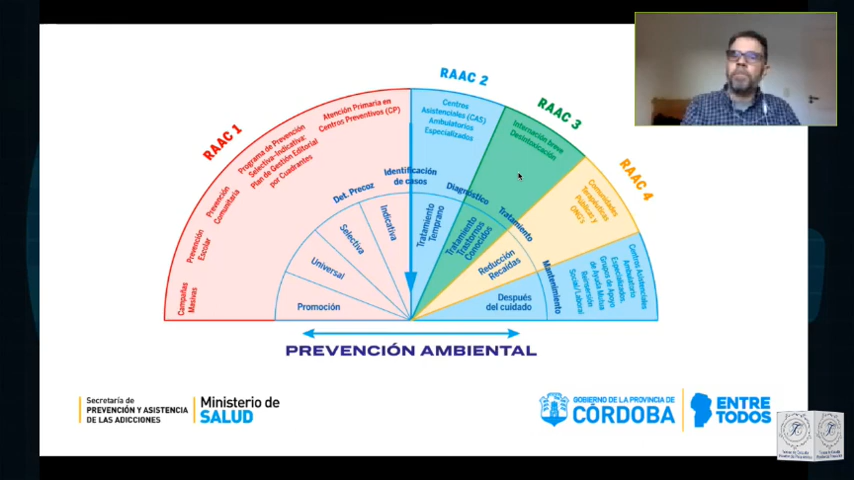 RAAC 1
RAAC 2
RAAC 3
RAAC 4
Campañas
Masivas
Prevención
Escolar
Prevención
Comunitaria
Programa de Prevención
Selectiva-Indicativa:
Plan de Gestión Editorial
por Cuadrantes
Atención Primaria en
Centros Preventivos (CP)
Centros
Asistenciales (CAS)
Ambulatorios
Especializados
Internación breve
Desintoxicación
Comunidades
Terapéuticas
Públicas y
ONG's
Centros Asistenciales
Ambulatorio
Especializados.
Grupos de Apoyo
de Ayuda Mutua
Reinserción
Social/Laboral
Det. Precoz
Identificación
de casos
Diagnóstico
Tratamiento
Mantenimiento
Promoción
Universal
Selectiva
Indicativa
Tratamiento
Temprano
Tratamiento
Trastornos
Conocidos
Reducción
Recaídas
Después
del cuidado
PREVENCIÓN AMBIENTAL
Secretaría de
PREVENCIÓN Y ASISTENCIA
DE LAS ADICCIONES
Ministerio de
SALUD
GOBIERNO DE LA PROVINCIA DE
CÓRDOBA
ENTRE
TODOS